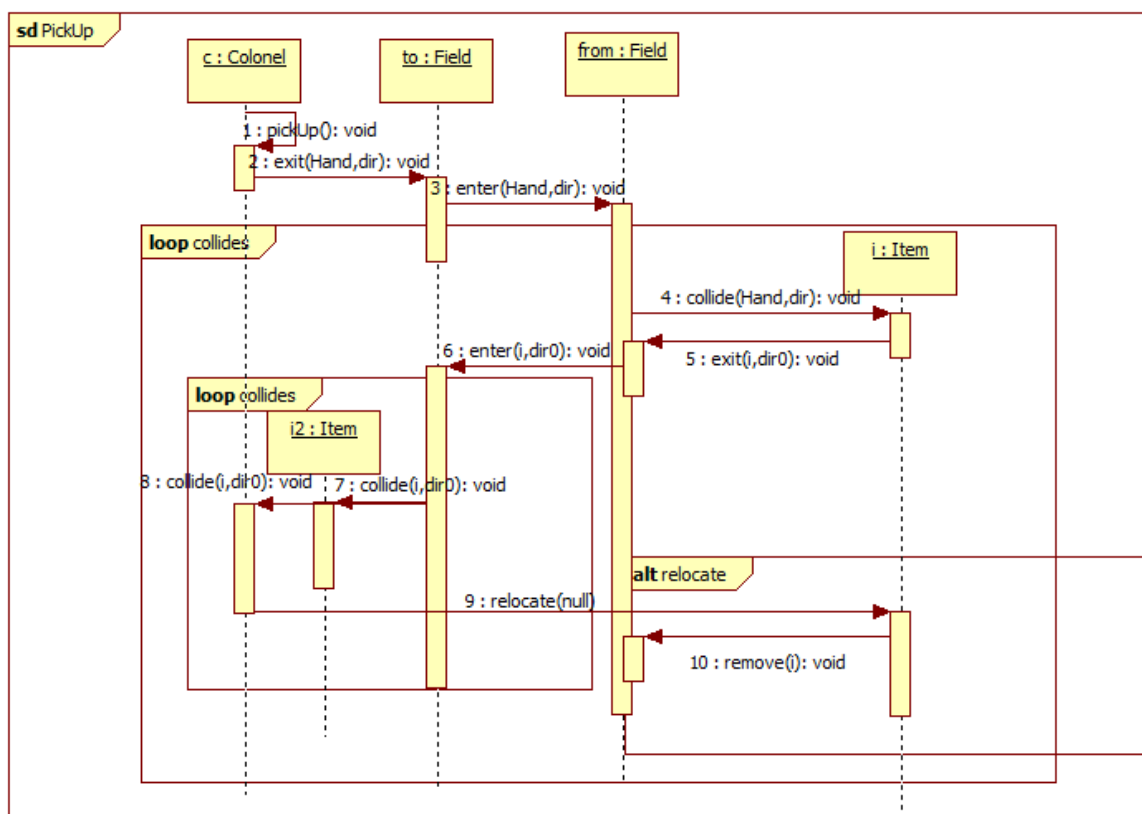 sd PickUp
c : Colonel
to : Field
from : Field
1 : pickUp(): void
2 : exit(Hand,dir): void
3 : enter(Hand,dir): void
loop collides
i : Item
4 : collide(Hand,dir): void
6 : enter(i,dir0): void
5 : exit(i,dir0): void
loop collides
i2 : Item
8 : collide(i,dir0): void
7 : collide(i,dir0): void
alt relocate
9 : relocate(null)
10 : remove(i): void